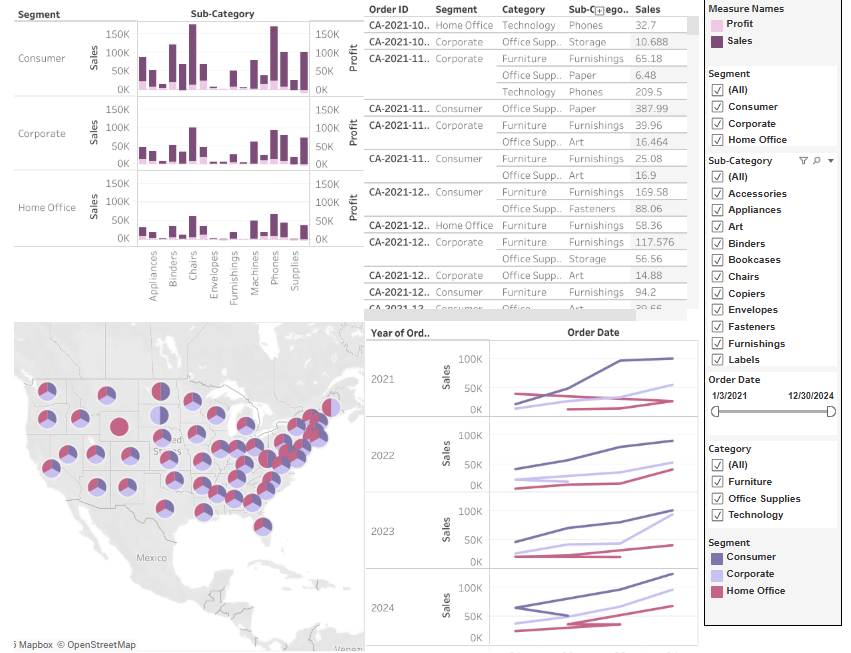 Segment
Sub-Category
Consumer
Sales
150K
100K
50K
0K
150K
100K
50K
0K
Profit
Corporate
Sales
150K
100K
50K
0K
150K
100K
50K
0K
Profit
Home Office
Sales
150K
100K
50K
0K
150K
100K
50K
0K
Profit
Appliances
Binders
Chairs
Envelopes
Furnishings
Machines
Phones
Supplies
Order ID Segment Category Sub-C ego.. Sales
CA-2021-10.. Home Office Technology Phones 32.7
CA-2021-10.. Corporate Office Supp.. Storage 10.688
CA-2021-11.. Corporate Furniture Furnishings 65.18
Office Supp.. Paper 6.48
Technology Phones 209.5
CA-2021-11.. Consumer Office Supp.. Paper 387.99
CA-2021-11.. Corporate Furniture Furnishings 39.96
Office Supp.. Art 16.464
CA-2021-11.. Consumer Furniture Furnishings 25.08
Office Supp.. Art 16.9
CA-2021-12.. Consumer Furniture Furnishings 169.58
Office Supp.. Fasteners 88.06
CA-2021-12.. Home Office Furniture Furnishings 58.36
CA-2021-12.. Corporate Furniture Furnishings 117.576
Office Supp.. Storage 56.56
CA-2021-12.. Corporate Office Supp.. Art 14.88
CA-2021-12.. Consumer Furniture Furnishings 94.2
CA-2021-12.. Consumer Office Art
Mexico
Mapbox © OpenStreetMap
Year of Ord..
Order Date
2021
Sales
100K
50K
0K
2022
Sales
100K
50K
0K
2023
Sales
100K
50K
0K
2024
Sales
100K
50K
0K
Measure Names
Profit
Sales
Segment
(All)
Consumer
Corporate
Home Office
Sub-Category
(All)
Accessories
Appliances
Art
Binders
Bookcases
Chairs
Copiers
Envelopes
Fasteners
Furnishings
Labels
Order Date
1/3/2021 12/30/2024
Category
(All)
Furniture
Office Supplies
Technology
Segment
Consumer
Corporate
Home Office